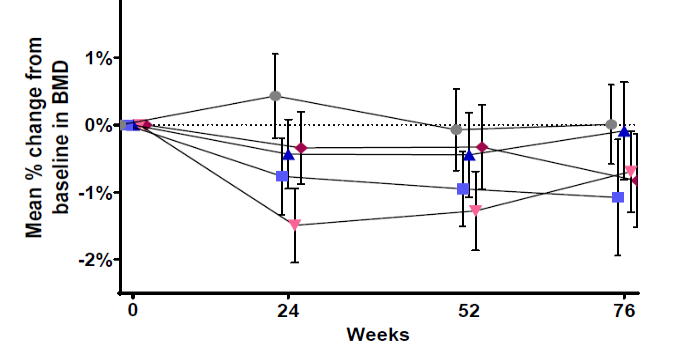 Mean % change from
baseline in BMD
1%
0%
-1%
-2%
0 24 52 76
Weeks